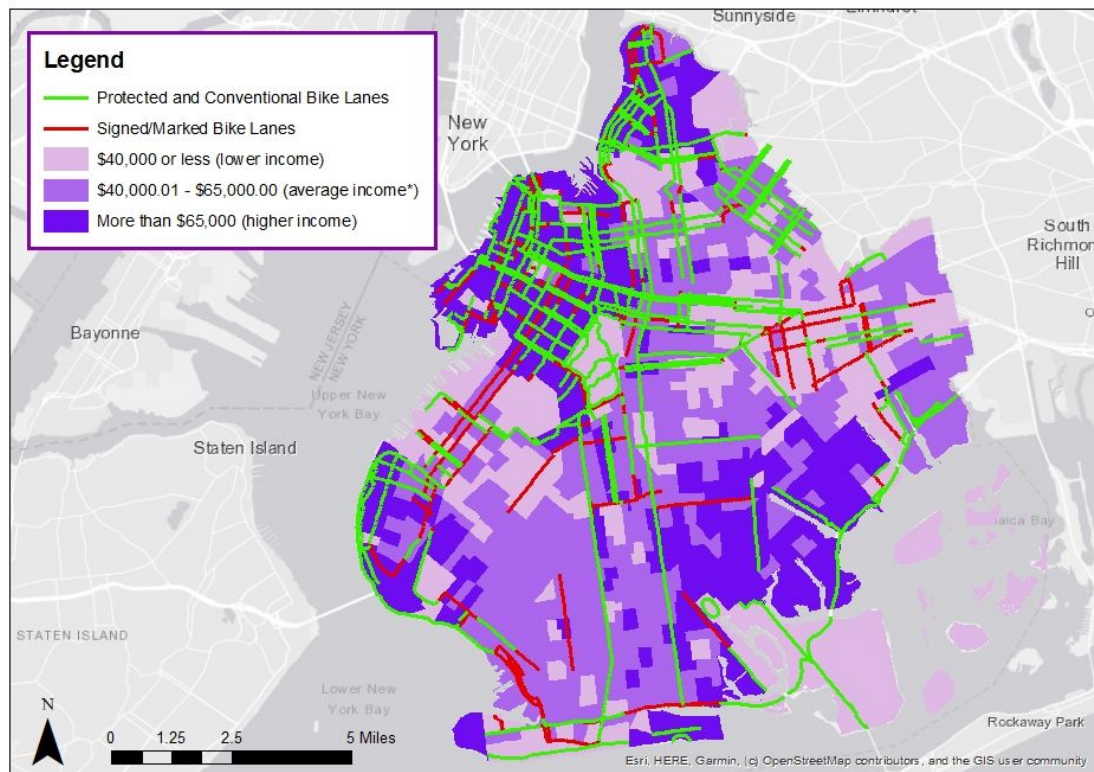 Sunnyside
Legend
Protected and Conventional Bike Lanes
Signed/Marked Bike Lanes
$40,000 or less (lower income)
$40,000.01 - $65,000.00 (average income*)
More than $65,000 (higher income)
New
York
South
Richmon
Hill
Bayonne
NEW JERSEY
NEW YORK
Upper New
York Bay
Staten Island
maica Bay
STATEN ISLAND
Lower New
York Bay
N
0 1.25 2.5 5 Miles
Rockaway Park
Esri, HERE, Garmin, (c) OpenStreetMap contributors, and the GIS user community